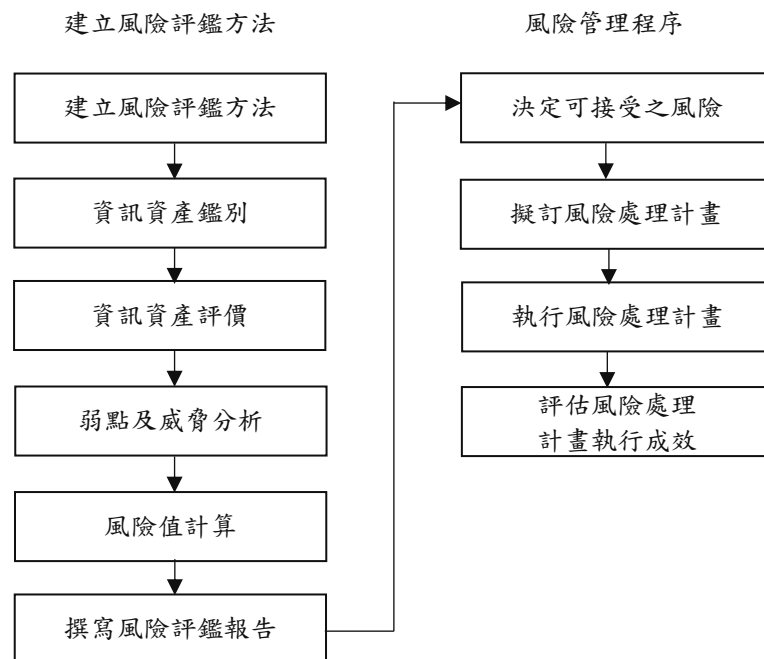 建立風險評鑑方法
建立風險評鑑方法
資訊資產鑑別
資訊資產評價
弱點及威脅分析
風險值計算
撰寫風險評鑑報告
風險管理程序
決定可接受之風險
擬訂風險處理計畫
執行風險處理計畫
評估風險處理
計畫執行成效